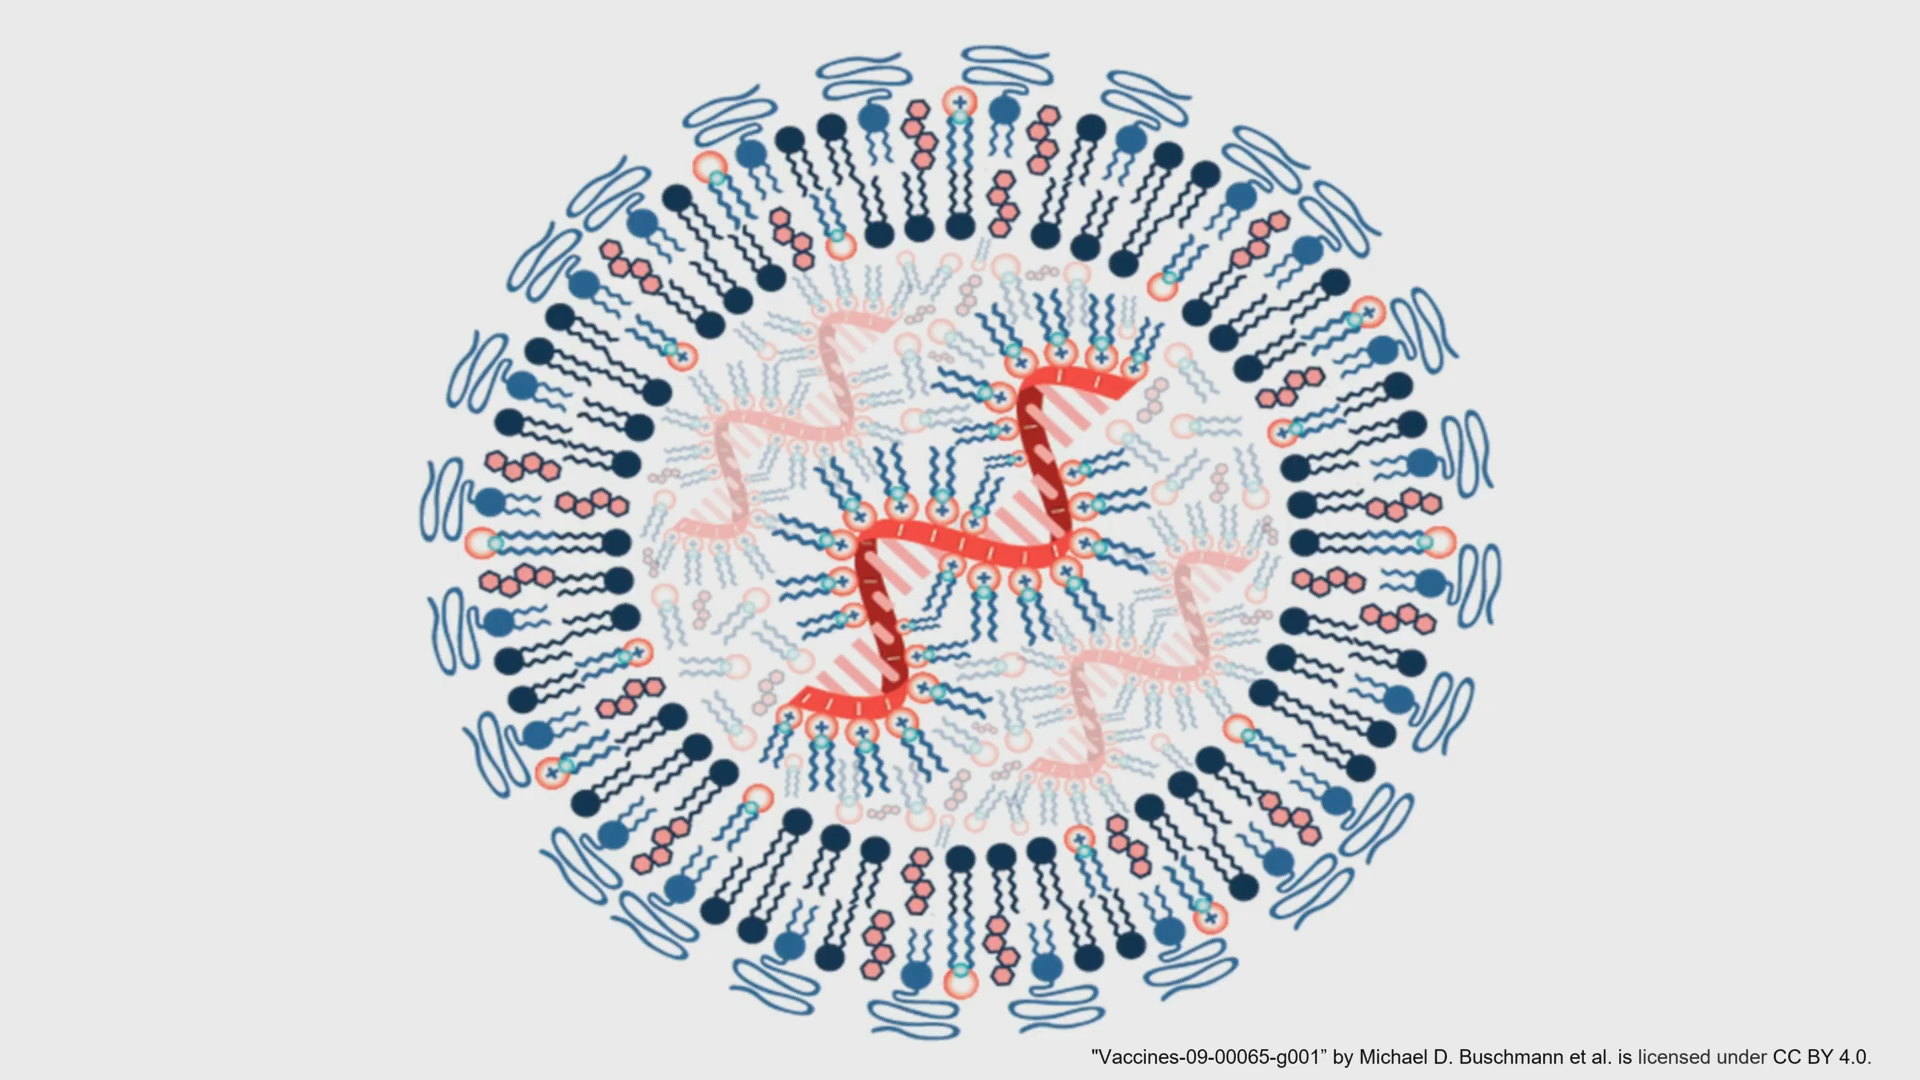 "Vaccines-09-00065-g001” by Michael D. Buschmann et al. is licensed under CC BY 4.0.